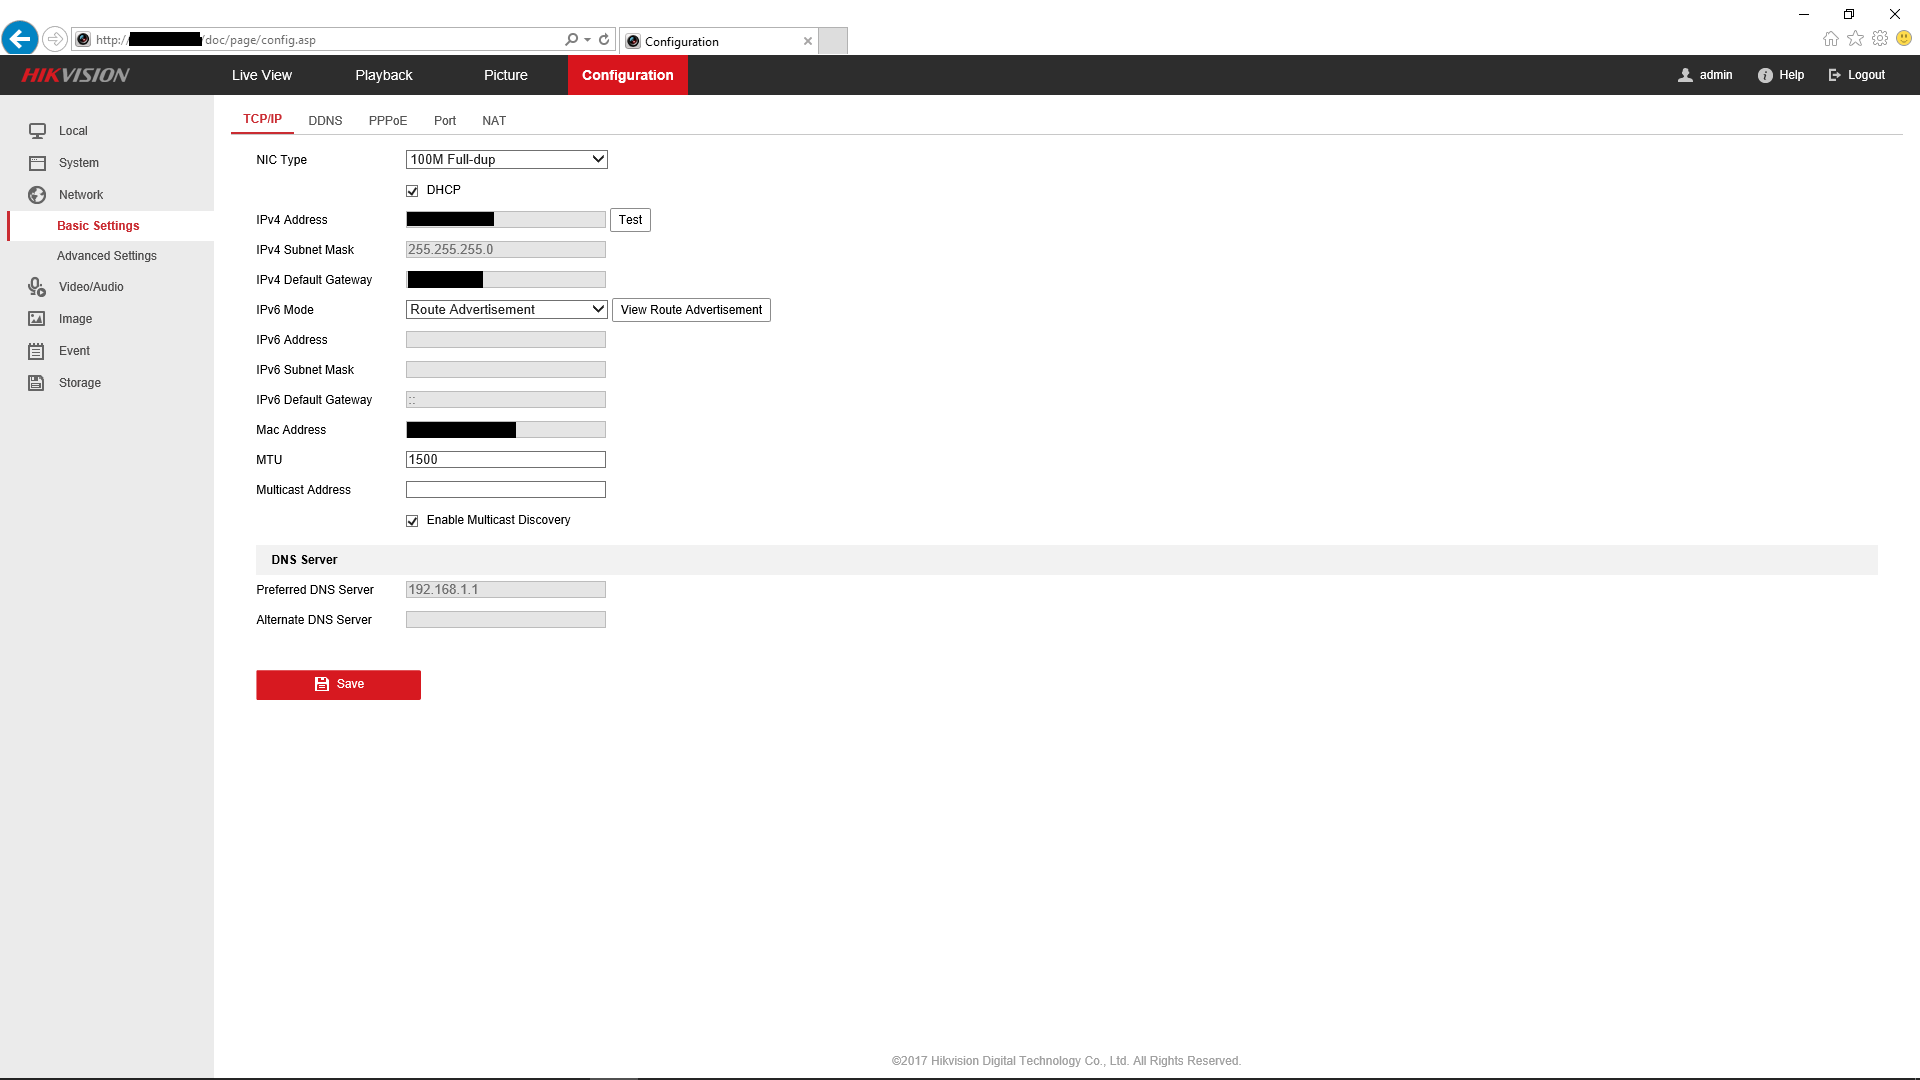 http:// /doc/page/config.asp
Configuration
HIKVISION
Live View
Playback
Picture
Configuration
admin
Help
Logout
Local
System
Network
Basic Settings
Advanced Settings
Video/Audio
Image
Event
Storage
TCP/IP
DDNS
PPPoE
Port
NAT
NIC Type 100M Full-dup
DHCP
IPv4 Address Test
IPv4 Subnet Mask 255.255.255.0
IPv4 Default Gateway
IPv6 Mode Route Advertisement View Route Advertisement
IPv6 Address
IPv6 Subnet Mask
IPv6 Default Gateway ::
Mac Address
MTU 1500
Multicast Address
Enable Multicast Discovery
DNS Server
Preferred DNS Server 192.168.1.1
Alternate DNS Server
Save
©2017 Hikvision Digital Technology Co., Ltd. All Rights Reserved.